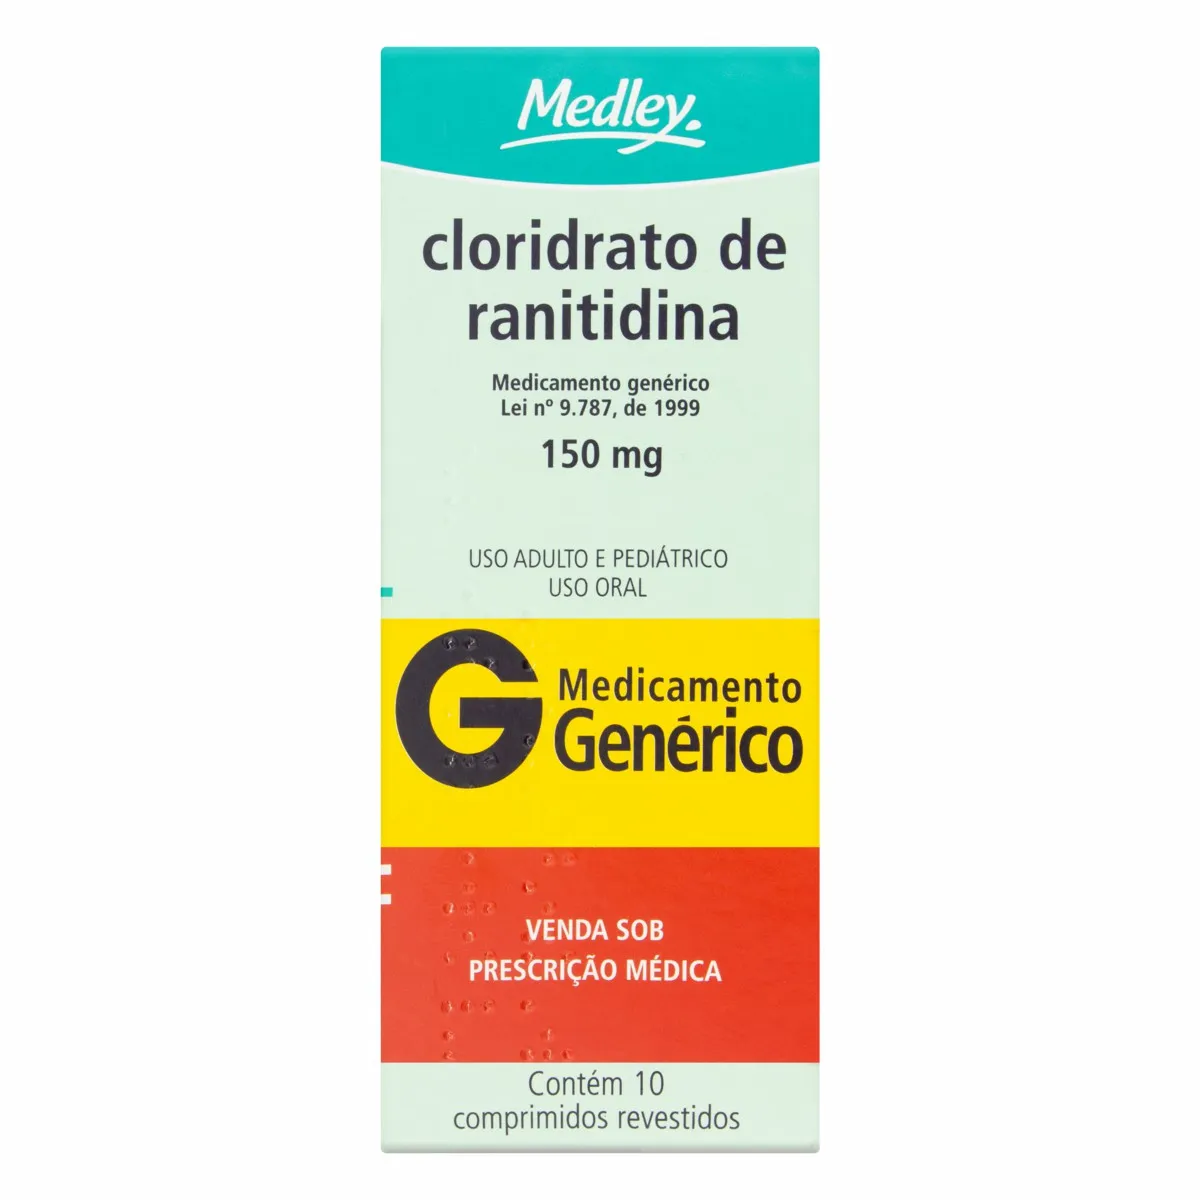 Medley.
cloridrato de
ranitidina
Medicamento genérico
Lei nº 9.787, de 1999
150 mg
USO ADULTO E PEDIÁTRICO
USO ORAL
G Medicamento
Genérico
VENDA SOB
PRESCRIÇÃO MÉDICA
Contém 10
comprimidos revestidos